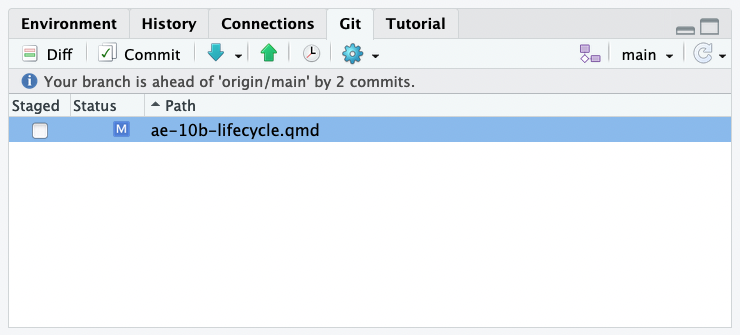 Environment History Connections Git Tutorial
Diff Commit main
Your branch is ahead of 'origin/main' by 2 commits.
Staged Status Path
M ae-10b-lifecycle.qmd